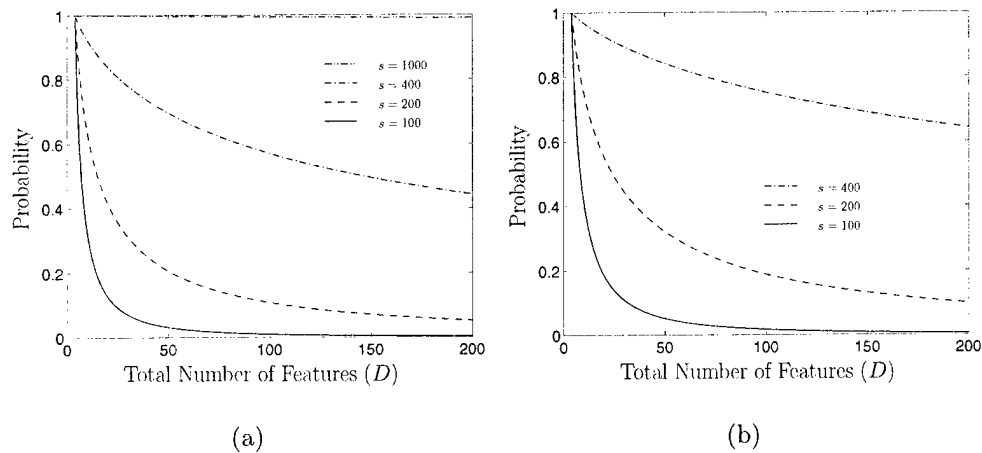 1
0.8
0.6
0.4
0.2
0
0 50 100 150 200
Probability
Total Number of Features (D)
s = 1000
s = 400
s = 200
s = 100
(a)
1
0.8
0.6
0.4
0.2
0
0 50 100 150 200
Probability
Total Number of Features (D)
s = 400
s = 200
s = 100
(b)